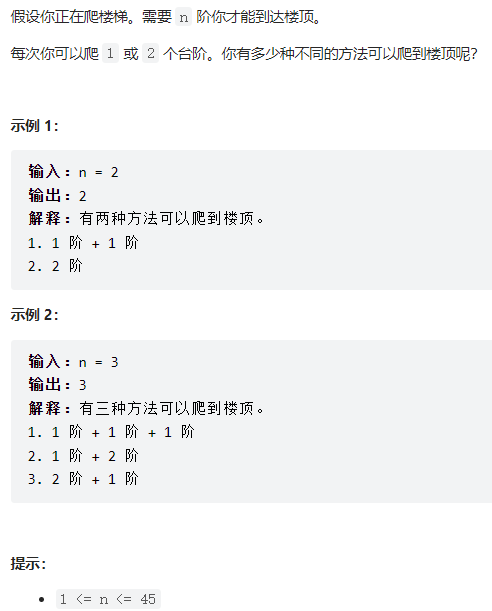 假设你正在爬楼梯。需要 n 阶你才能到达楼顶。
每次你可以爬 1 或 2 个台阶。你有多少种不同的方法可以爬到楼顶呢？
示例 1：
输入：n = 2
输出：2
解释：有两种方法可以爬到楼顶。
1. 1 阶 + 1 阶
2. 2 阶
示例 2：
输入：n = 3
输出：3
解释：有三种方法可以爬到楼顶。
1. 1 阶 + 1 阶 + 1 阶
2. 1 阶 + 2 阶
3. 2 阶 + 1 阶
提示：
• 1 <= n <= 45